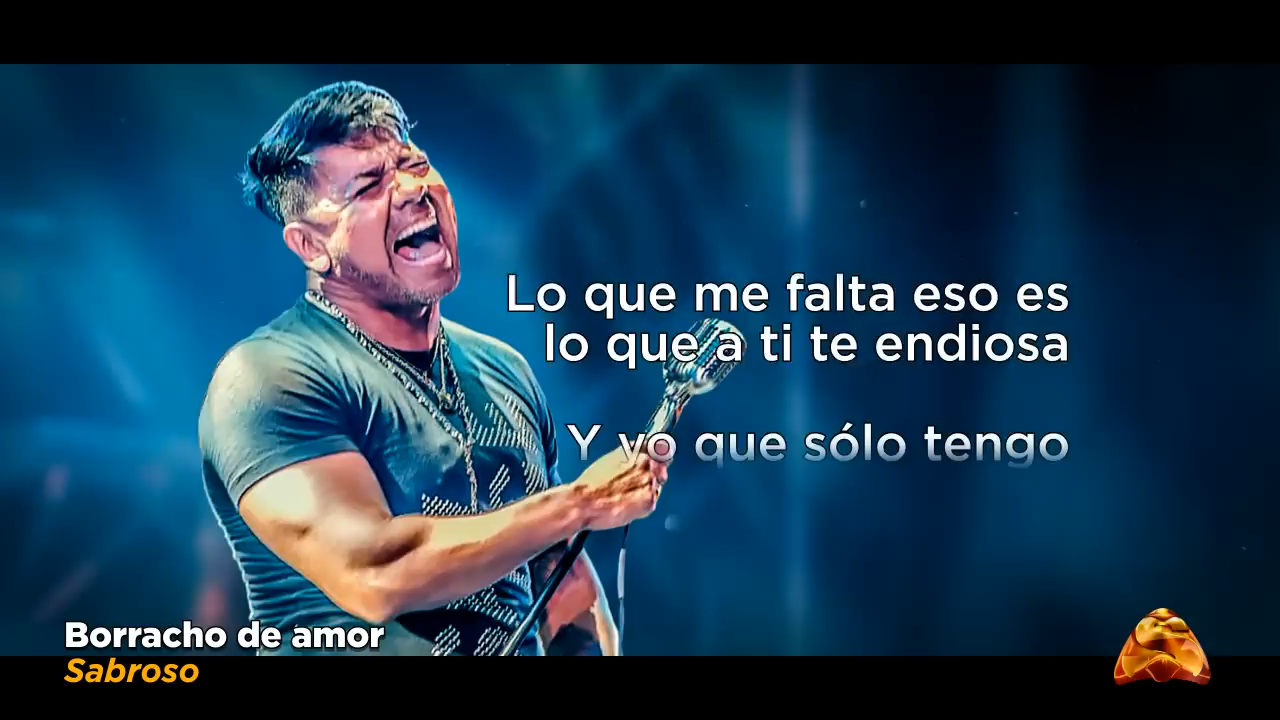 Lo que me falta eso es
lo que a ti te endiosa
Y yo que sólo tengo
Borracho de amor
Sabroso